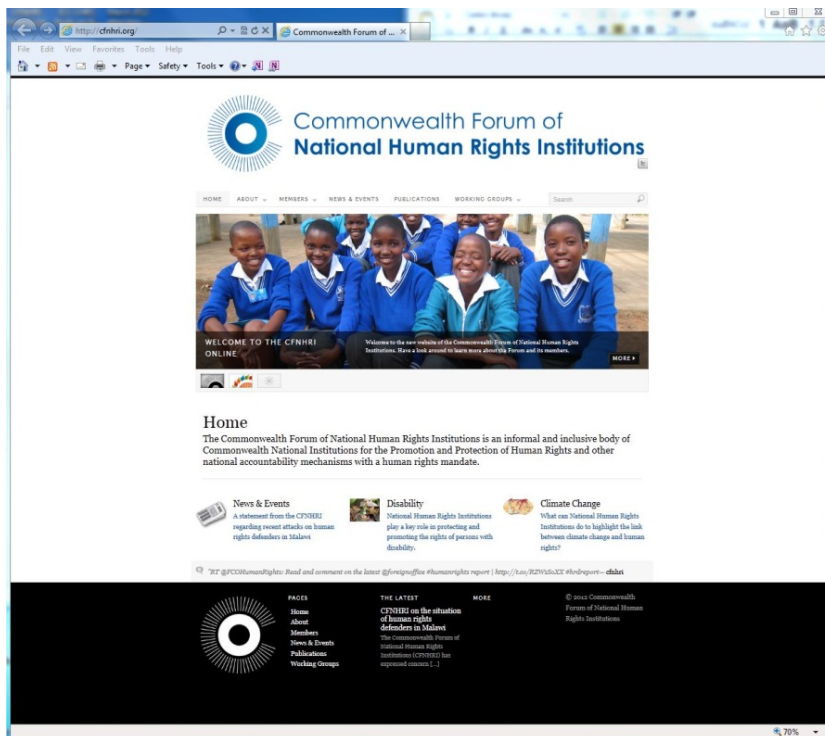 http://cfnhri.org/
Commonwealth Forum of ...
File Edit View Favorites Tools Help
Page Safety Tools
Commonwealth Forum of
National Human Rights Institutions
HOME ABOUT MEMBERS NEWS & EVENTS PUBLICATIONS WORKING GROUPS Search
WELCOME TO THE CFNHRI
ONLINE
Welcome to the new website of the Commonwealth Forum of National Human Rights
Institutions. Have a look around to learn more about the Forum and its members.
MORE
Home
The Commonwealth Forum of National Human Rights Institutions is an informal and inclusive body of
Commonwealth National Institutions for the Promotion and Protection of Human Rights and other
national accountability mechanisms with a human rights mandate.
News & Events
A statement from the CFNHRI
regarding recent attacks on human
rights defenders in Malawi
Disability
National Human Rights Institutions
play a key role in protecting and
promoting the rights of persons with
disability.
Climate Change
What can National Human Rights
Institutions do to highlight the link
between climate change and human
rights?
"RT @FCOHumanRights: Read and comment on the latest @foreignoffice #humanrights report | #hrdreport— cfnhri
PAGES
Home
About
Members
News & Events
Publications
Working Groups
THE LATEST
CFNHRI on the situation
of human rights
defenders in Malawi
The Commonwealth Forum of
National Human Rights
Institutions (CFNHRI) has
expressed concern [...]
MORE
© 2012 Commonwealth
Forum of National Human
Rights Institutions
70%